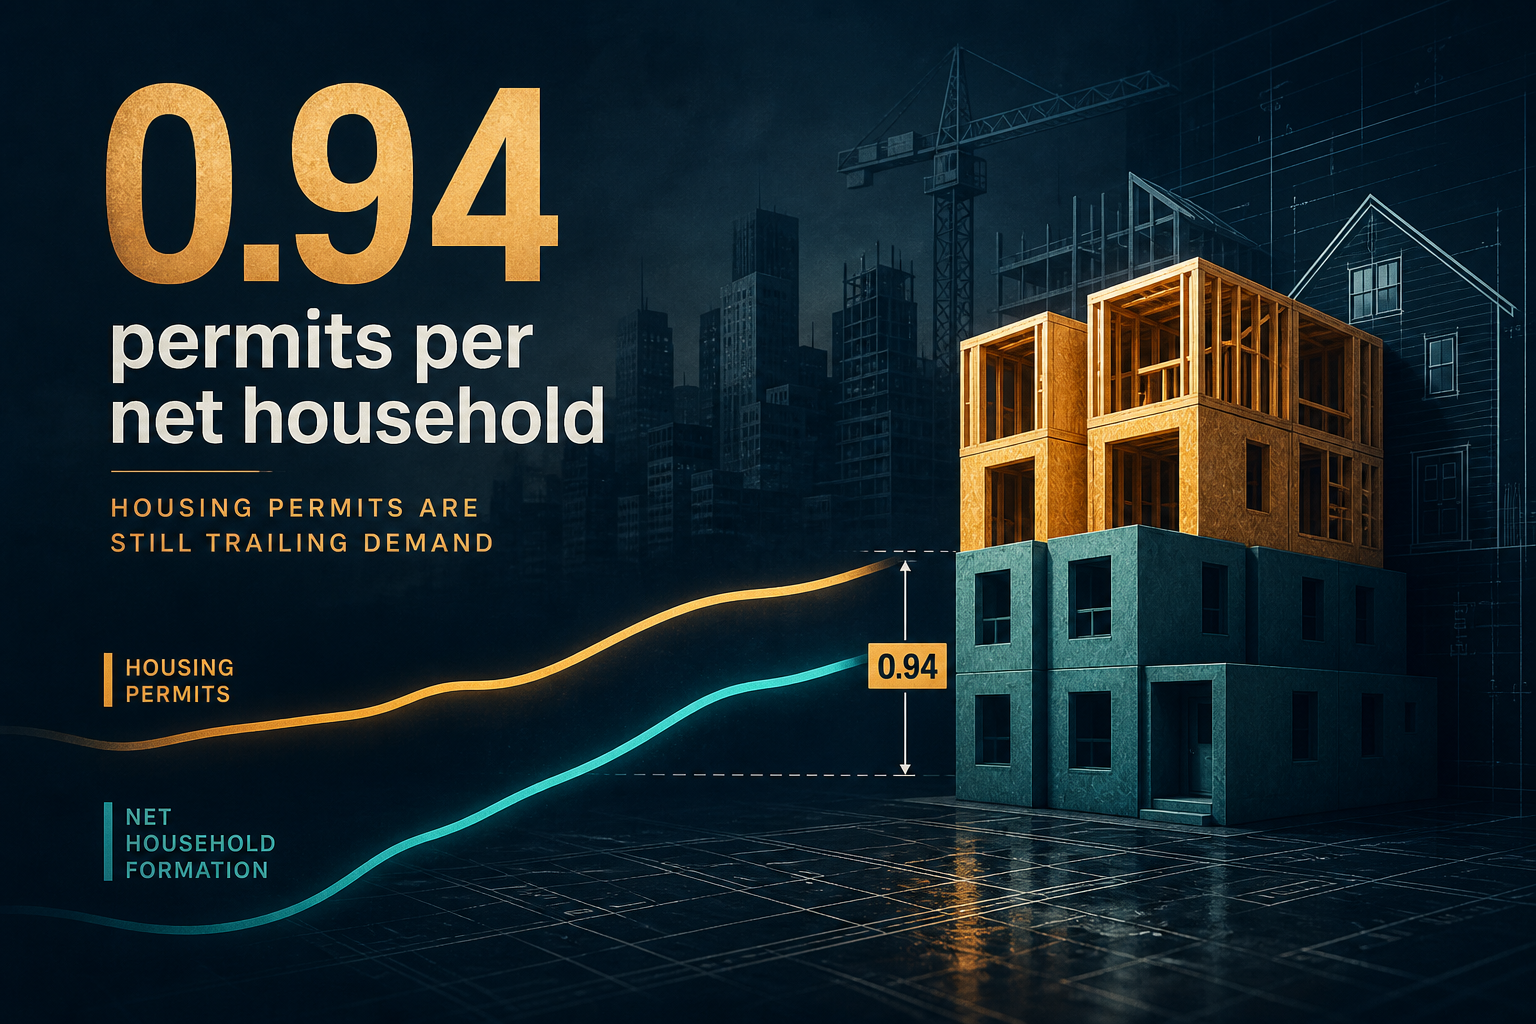 0.94
permits per
net household
HOUSING PERMITS ARE
STILL TRAILING DEMAND
HOUSING
PERMITS
0.94
NET
HOUSEHOLD
FORMATION